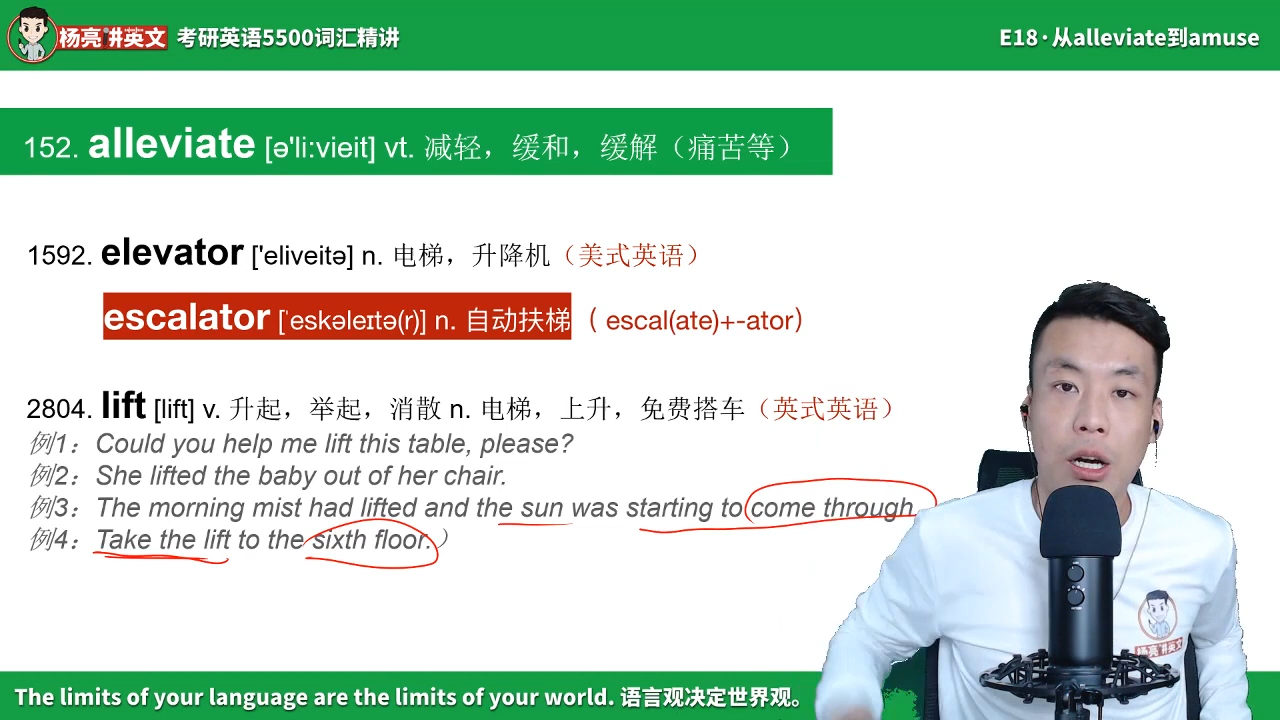 杨亮讲英文 考研英语5500词汇精讲
E18·从alleviate到amuse
152. alleviate [ə'li:vieit] vt. 减轻，缓和，缓解（痛苦等）
1592. elevator ['eliveitə] n. 电梯，升降机（美式英语）
escalator [ˈeskəleɪtə(r)] n. 自动扶梯（ escal(ate)+-ator）
2804. lift [lift] v. 升起，举起，消散 n. 电梯，上升，免费搭车（英式英语）
例1：Could you help me lift this table, please?
例2：She lifted the baby out of her chair.
例3：The morning mist had lifted and the sun was starting to come through.
例4：Take the lift to the sixth floor.）
杨亮讲英文
The limits of your language are the limits of your world. 语言观决定世界观。